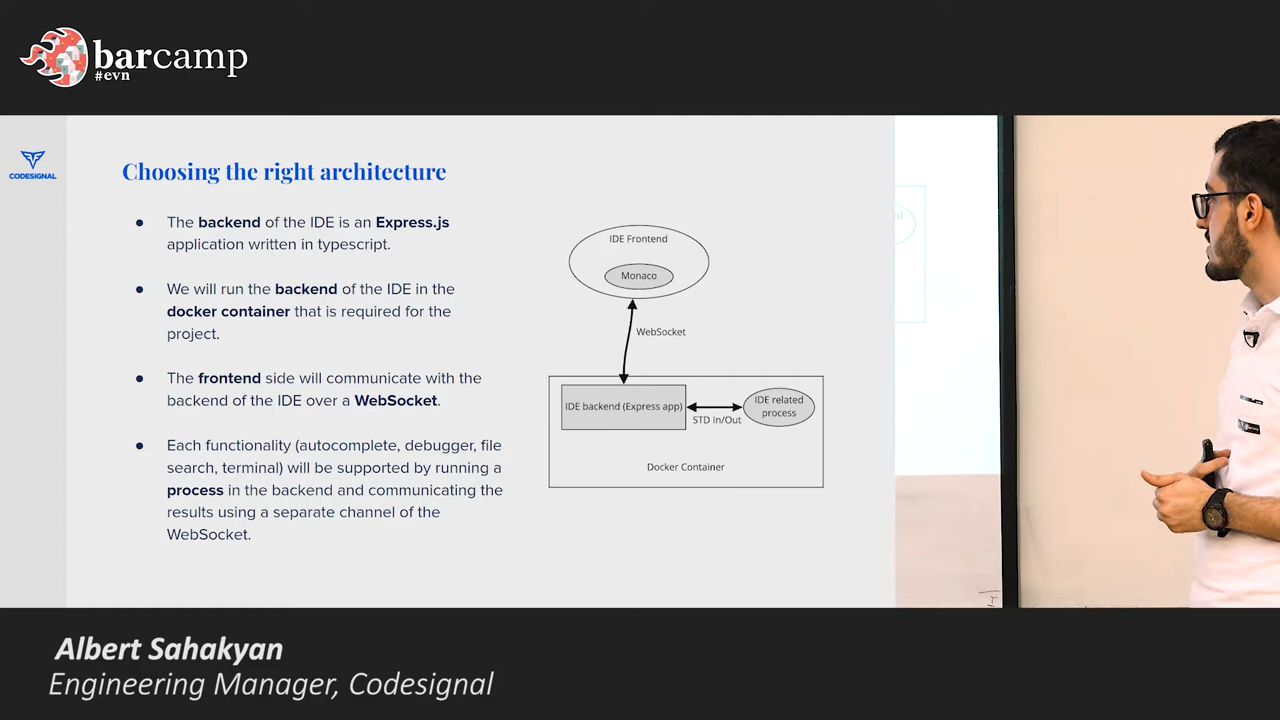 barcamp
#evn
CODESIGNAL
Choosing the right architecture
The backend of the IDE is an Express.js
application written in typescript.
We will run the backend of the IDE in the
docker container that is required for the
project.
The frontend side will communicate with the
backend of the IDE over a WebSocket.
Each functionality (autocomplete, debugger, file
search, terminal) will be supported by running a
process in the backend and communicating the
results using a separate channel of the
WebSocket.
IDE Frontend
Monaco
WebSocket
IDE backend (Express app)
STD In/Out
IDE related
process
Docker Container
Albert Sahakyan
Engineering Manager, Codesignal